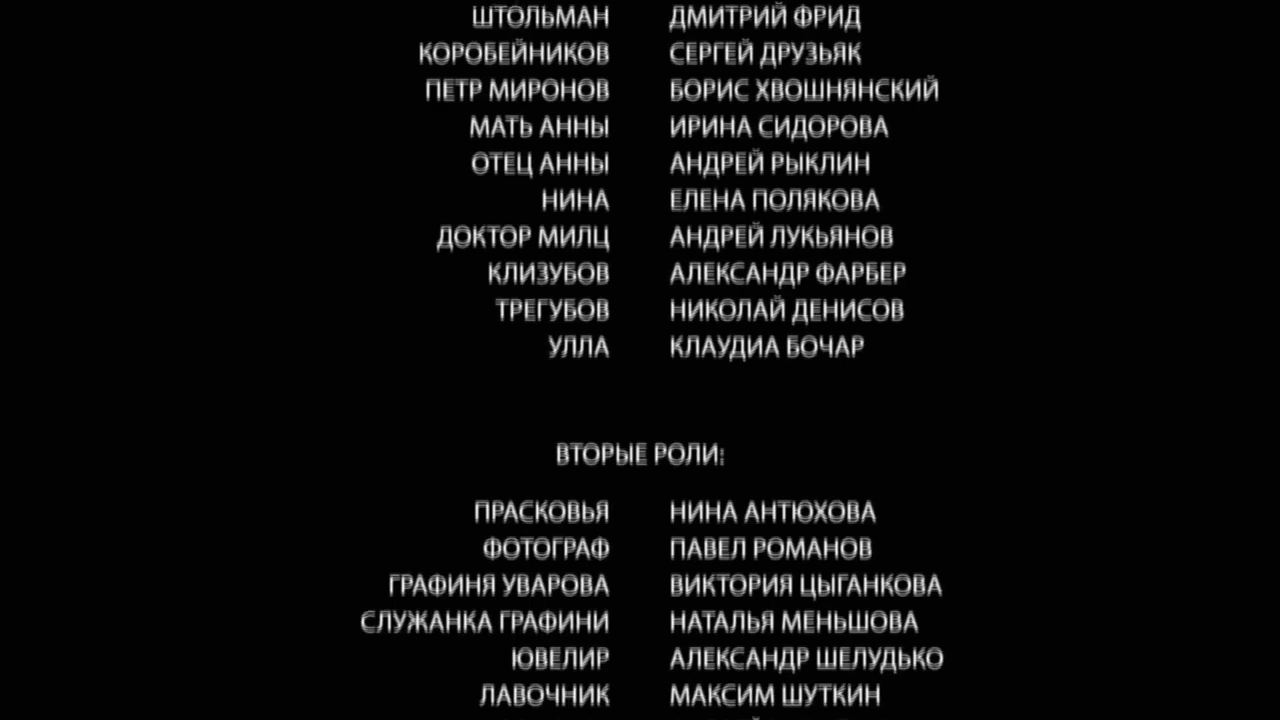 ШТОЛЬМАН ДМИТРИЙ ФРИД
КОРОБЕЙНИКОВ СЕРГЕЙ ДРУЗЬЯК
ПЕТР МИРОНОВ БОРИС ХВОШНЯНСКИЙ
МАТЬ АННЫ ИРИНА СИДОРОВА
ОТЕЦ АННЫ АНДРЕЙ РЫКЛИН
НИНА ЕЛЕНА ПОЛЯКОВА
ДОКТОР МИЛЦ АНДРЕЙ ЛУКЬЯНОВ
КЛИЗУБОВ АЛЕКСАНДР ФАРБЕР
ТРЕГУБОВ НИКОЛАЙ ДЕНИСОВ
УЛЛА КЛАУДИА БОЧАР
ВТОРЫЕ РОЛИ:
ПРАСКОВЬЯ НИНА АНТЮХОВА
ФОТОГРАФ ПАВЕЛ РОМАНОВ
ГРАФИНЯ УВАРОВА ВИКТОРИЯ ЦЫГАНКОВА
СЛУЖАНКА ГРАФИНИ НАТАЛЬЯ МЕНЬШОВА
ЮВЕЛИР АЛЕКСАНДР ШЕЛУДЬКО
ЛАВОЧНИК МАКСИМ ШУТКИН